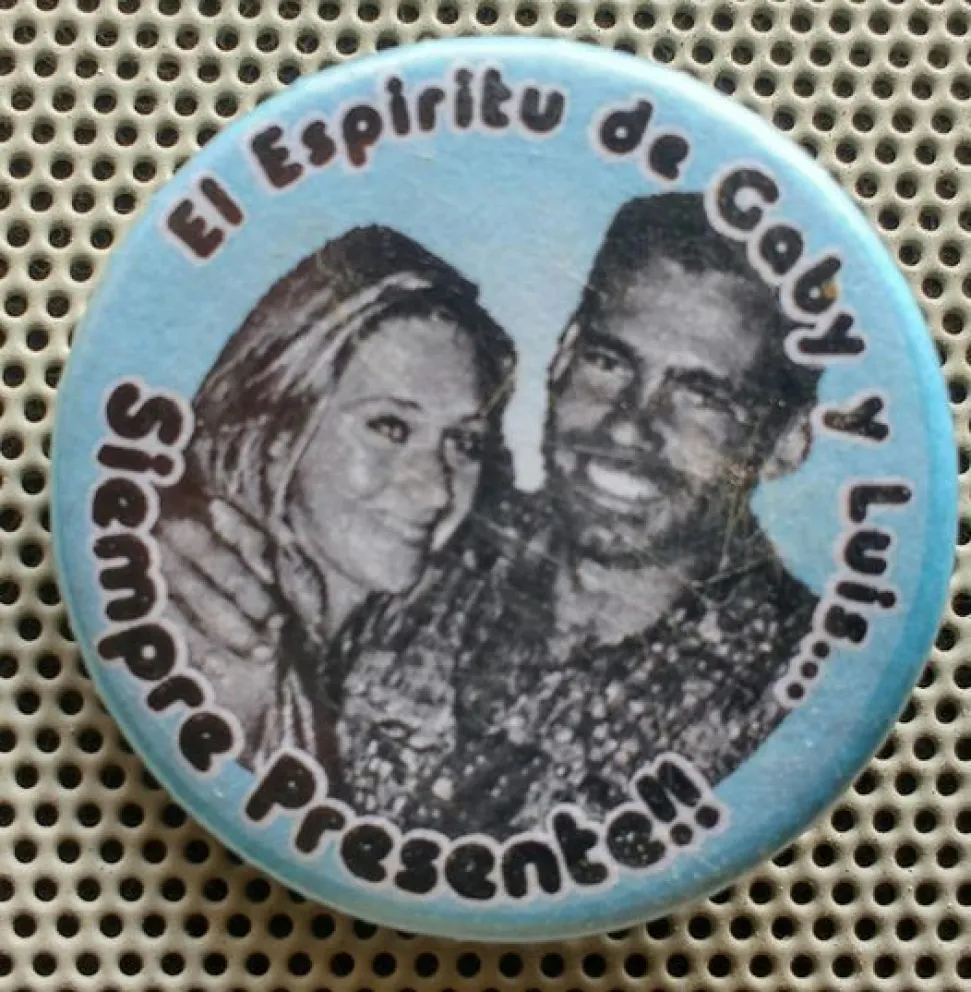 El Espiritu de Gaby y Luis....
Siempre Presente!!